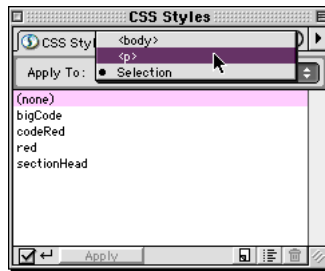 CSS Styles
CSS Styl
<body>
<p>
Apply To: • Selection
(none)
bigCode
codeRed
red
sectionHead
Apply